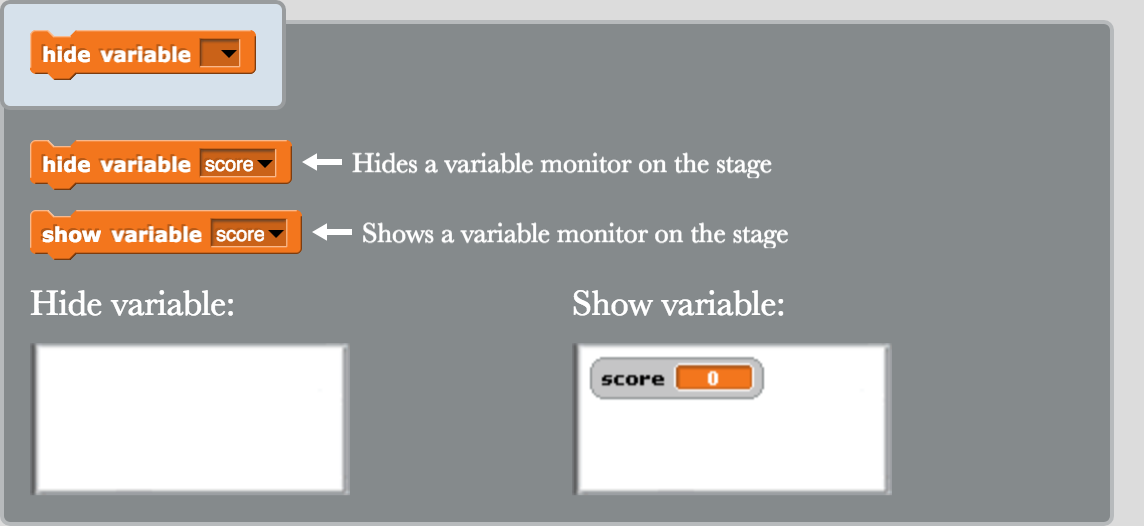 hide variable
hide variable score Hides a variable monitor on the stage
show variable score Shows a variable monitor on the stage
Hide variable: Show variable:
score 0